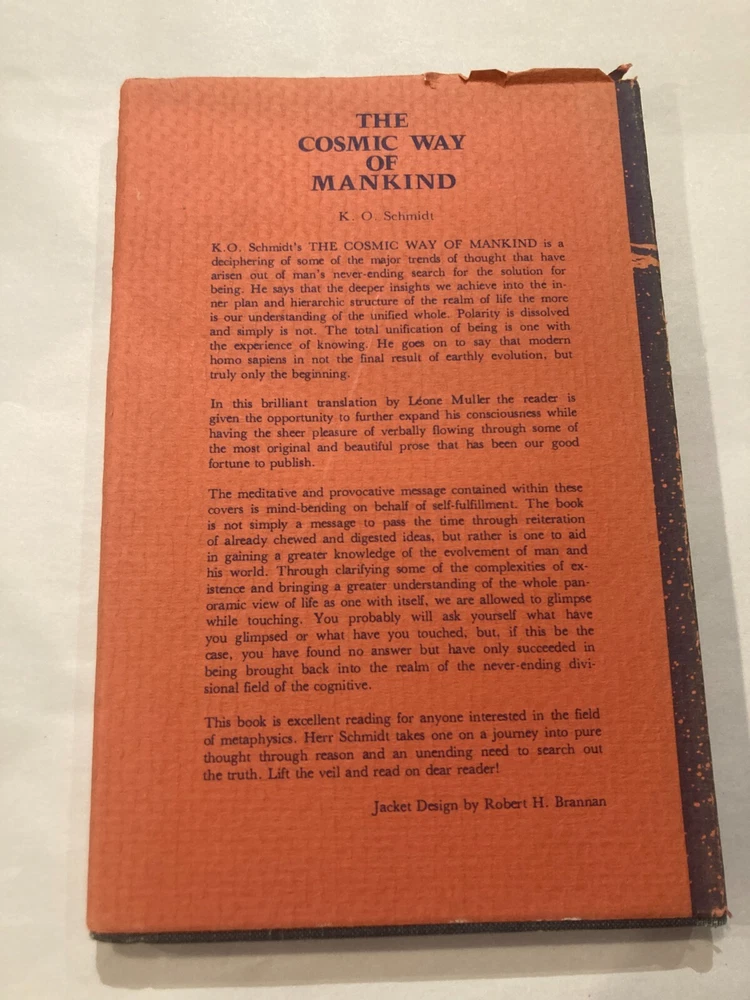 THE
COSMIC WAY
OF
MANKIND
K. O. Schmidt
K.O. Schmidt's THE COSMIC WAY OF MANKIND is a
deciphering of some of the major trends of thought that have
arisen out of man's never-ending search for the solution for
being. He says that the deeper insights we achieve into the in-
ner plan and hierarchic structure of the realm of life the more
is our understanding of the unified whole. Polarity is dissolved
and simply is not. The total unification of being is one with
the experience of knowing. He goes on to say that modern
homo sapiens in not the final result of earthly evolution, but
truly only the beginning.
In this brilliant translation by Léone Muller the reader is
given the opportunity to further expand his consciousness while
having the sheer pleasure of verbally flowing through some of
the most original and beautiful prose that has been our good
fortune to publish.
The meditative and provocative message contained within these
covers is mind-bending on behalf of self-fulfillment. The book
is not simply a message to pass the time through reiteration
of already chewed and digested ideas, but rather is one to aid
in gaining a greater knowledge of the evolvement of man and
his world. Through clarifying some of the complexities of ex-
istence and bringing a greater understanding of the whole pan-
oramic view of life as one with itself, we are allowed to glimpse
while touching. You probably will ask yourself what have
you glimpsed or what have you touched, but, if this be the
case, you have found no answer but have only succeeded in
being brought back into the realm of the never-ending divi-
sional field of the cognitive.
This book is excellent reading for anyone interested in the field
of metaphysics. Herr Schmidt takes one on a journey into pure
thought through reason and an unending need to search out
the truth. Lift the veil and read on dear reader!
Jacket Design by Robert H. Brannan